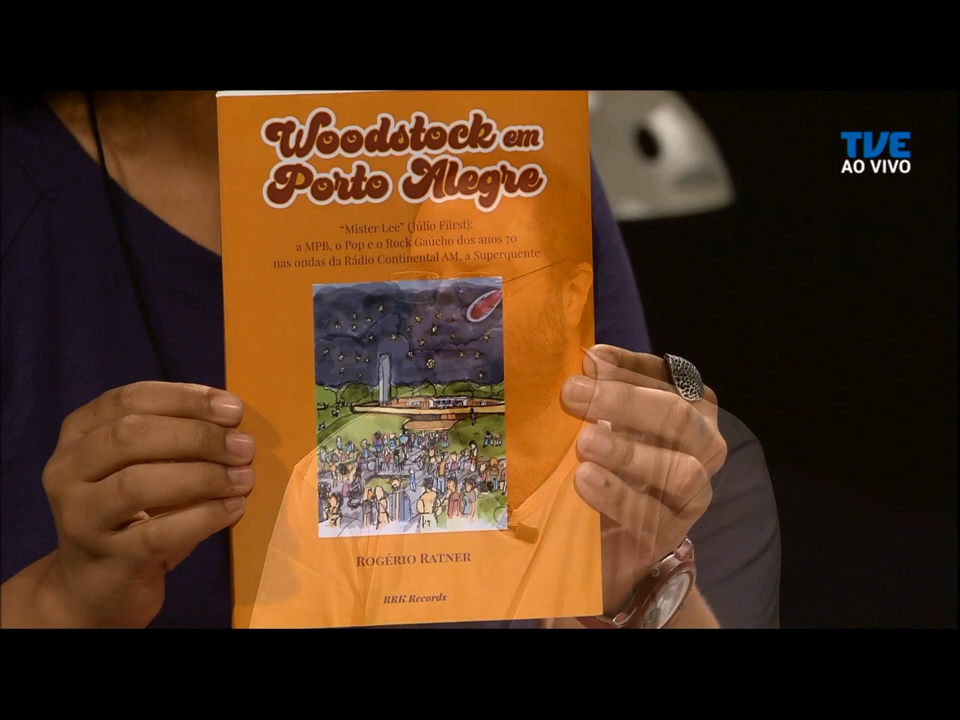 Woodstock em
Porto Alegre
"Mister Lee" (Júlio Fürst):
a MPB, o Pop e o Rock Gaúcho dos anos 70
nas ondas da Rádio Continental AM, a Superquente
ROGÉRIO RATNER
RRK Records
TVE
AO VIVO